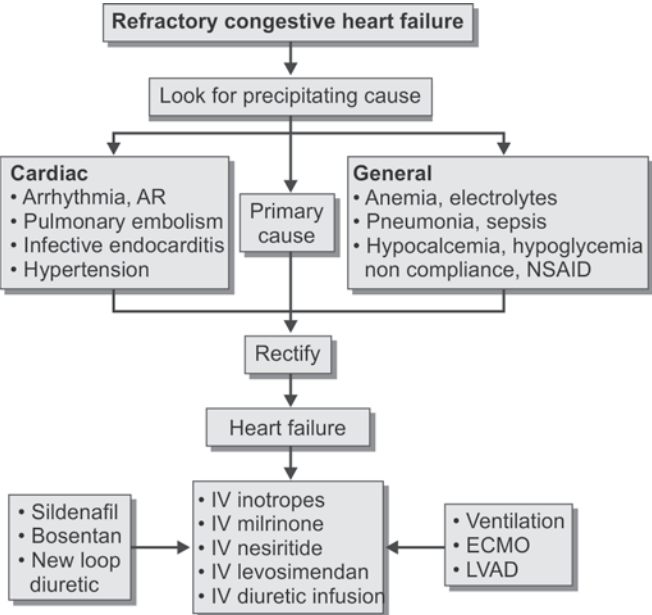 Refractory congestive heart failure
Look for precipitating cause
Cardiac
• Arrhythmia, AR
• Pulmonary embolism
• Infective endocarditis
• Hypertension
Primary
cause
General
• Anemia, electrolytes
• Pneumonia, sepsis
• Hypocalcemia, hypoglycemia
non compliance, NSAID
Rectify
Heart failure
• Sildenafil
• Bosentan
• New loop
diuretic
• IV inotropes
• IV milrinone
• IV nesiritide
• IV levosimendan
• IV diuretic infusion
• Ventilation
• ECMO
• LVAD